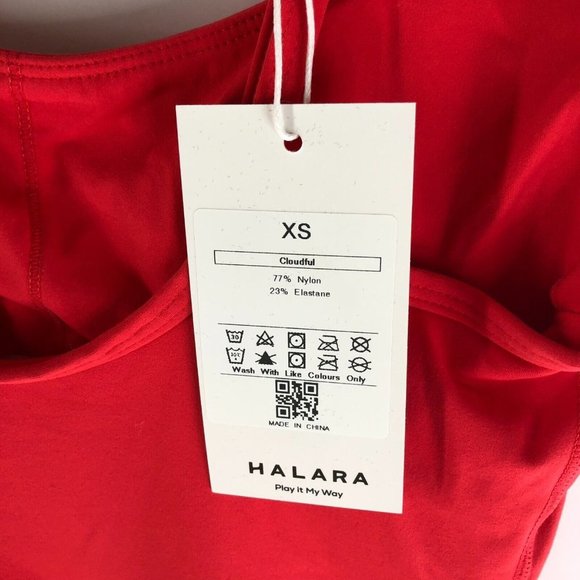 XS
Cloudful
77% Nylon
23% Elastane
30
Wash With Like Colours Only
MADE IN CHINA
HALARA
Play it My Way